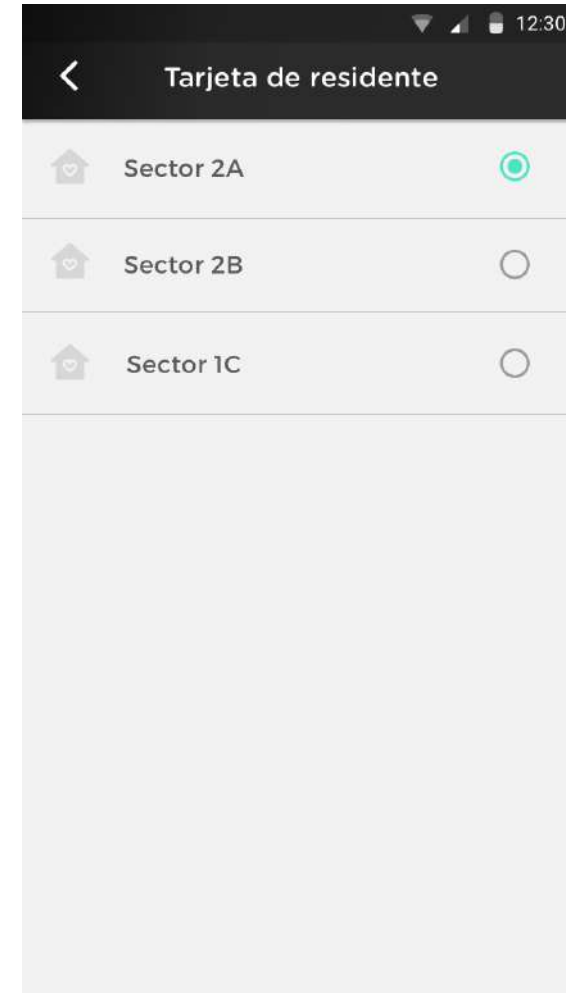 12:30
Tarjeta de residente
Sector 2A
Sector 2B
Sector 1C